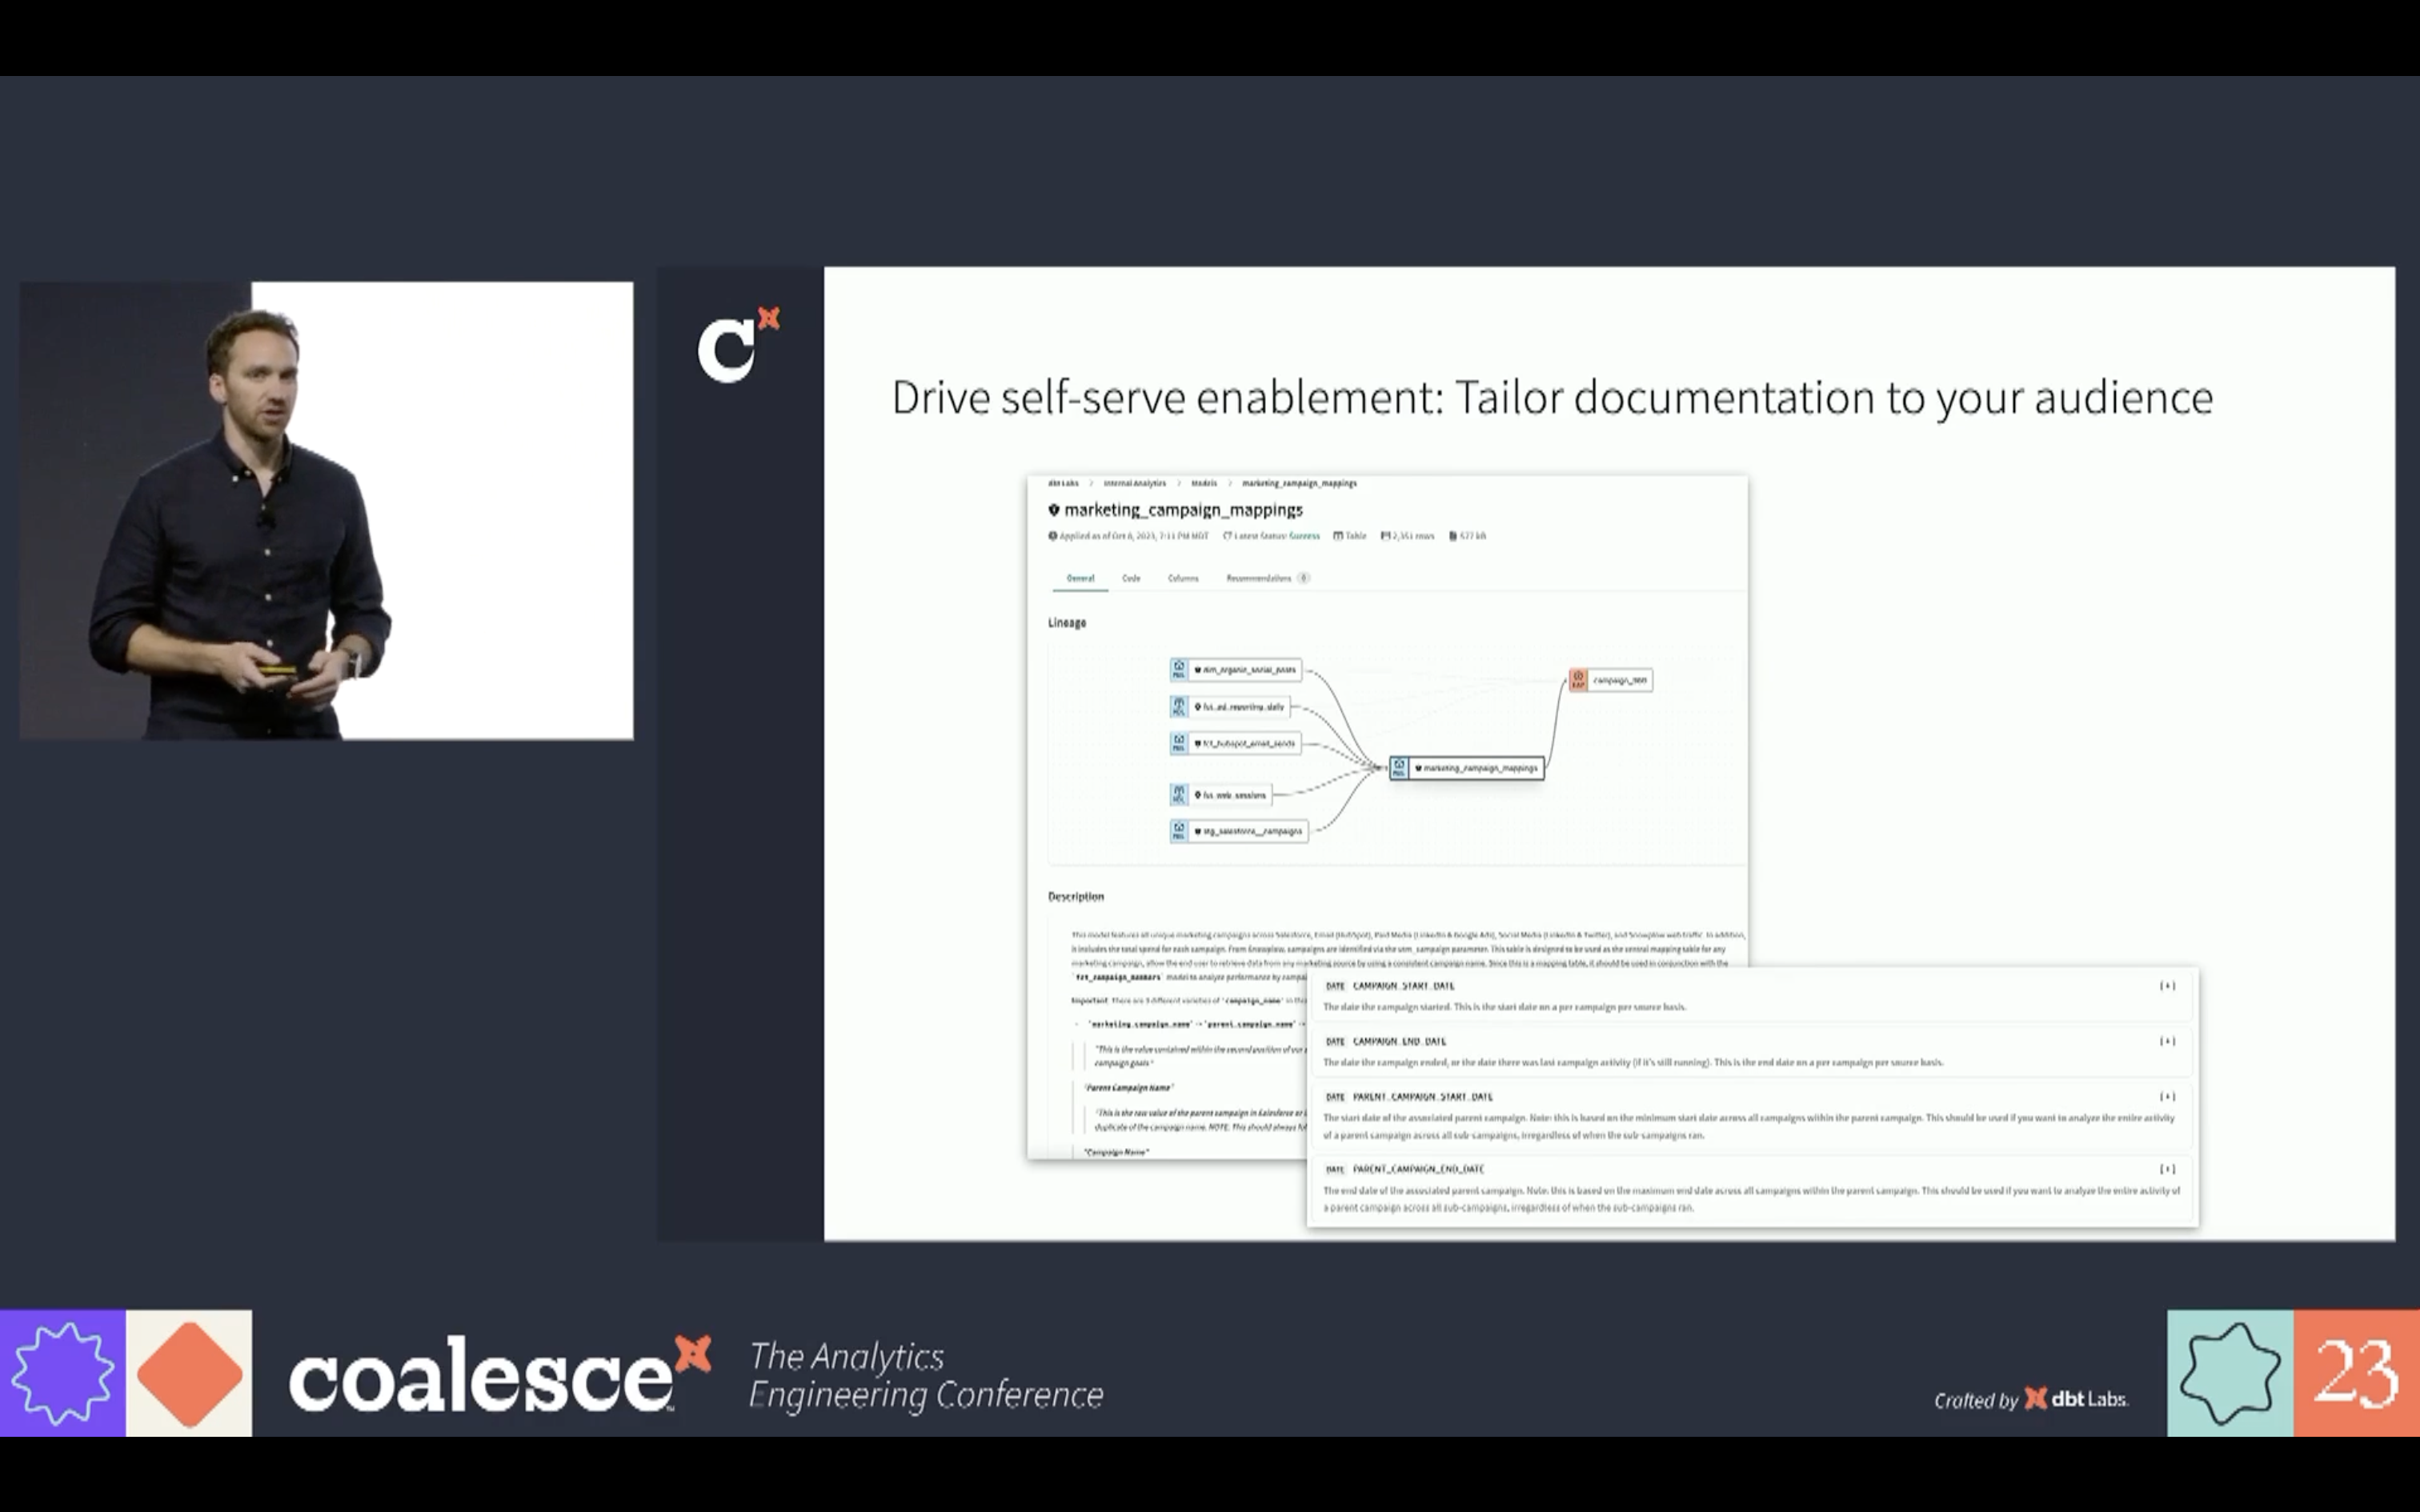 Drive self-serve enablement: Tailor documentation to your audience
dbt Labs > Internal Analytics > Models > marketing_campaign_mappings
marketing_campaign_mappings
Applied as of Oct 8, 2023, 7:11 PM MDT Latest Status: Success Table 2,351 rows 677 kB
General Code Columns Recommendations 0
Lineage
dim_organic_social_posts
fct_ad_reporting_daily
fct_hubspot_email_sends
fct_web_sessions
stg_salesforce__campaigns
marketing_campaign_mappings
campaign_360
Description
This model features all unique marketing campaigns across Salesforce, Email (HubSpot), Paid Media (LinkedIn & Google Ads), Social Media (LinkedIn & Twitter), and Snowplow web traffic. In addition,
it includes the total spend for each campaign. From Snowplow, campaigns are identified via the utm_campaign parameter. This table is designed to be used as the central mapping table for any
marketing campaign, allow the end user to retrieve data from any marketing source by using a consistent campaign name. Since this is a mapping table, it should be used in conjunction with the
`fct_campaign_members` model to analyze performance by
Important There are 3 different varieties of "campaign_name" in
- `marketing_campaign_name` -> `parent_campaign_name` ->
"This is the value contained within the second position of our
campaign goals"
"Parent Campaign Name"
"This is the raw value of the parent campaign in Salesforce or
duplicate of the campaign name. NOTE: This should always
"Campaign Name"
DATE CAMPAIGN_START_DATE [+]
The date the campaign started. This is the start date on a per campaign per source basis.
DATE CAMPAIGN_END_DATE [+]
The date the campaign ended, or the date there was last campaign activity (if it's still running). This is the end date on a per campaign per source basis.
DATE PARENT_CAMPAIGN_START_DATE [+]
The start date of the associated parent campaign. Note: this is based on the minimum start date across all campaigns within the parent campaign. This should be used if you want to analyze the entire activity
of a parent campaign across all sub-campaigns, irregardless of when the sub-campaigns ran.
DATE PARENT_CAMPAIGN_END_DATE [+]
The end date of the associated parent campaign. Note: this is based on the maximum end date across all campaigns within the parent campaign. This should be used if you want to analyze the entire activity of
a parent campaign across all sub-campaigns, irregardless of when the sub-campaigns ran.
coalesce
The Analytics
Engineering Conference
Crafted by dbt Labs.
23